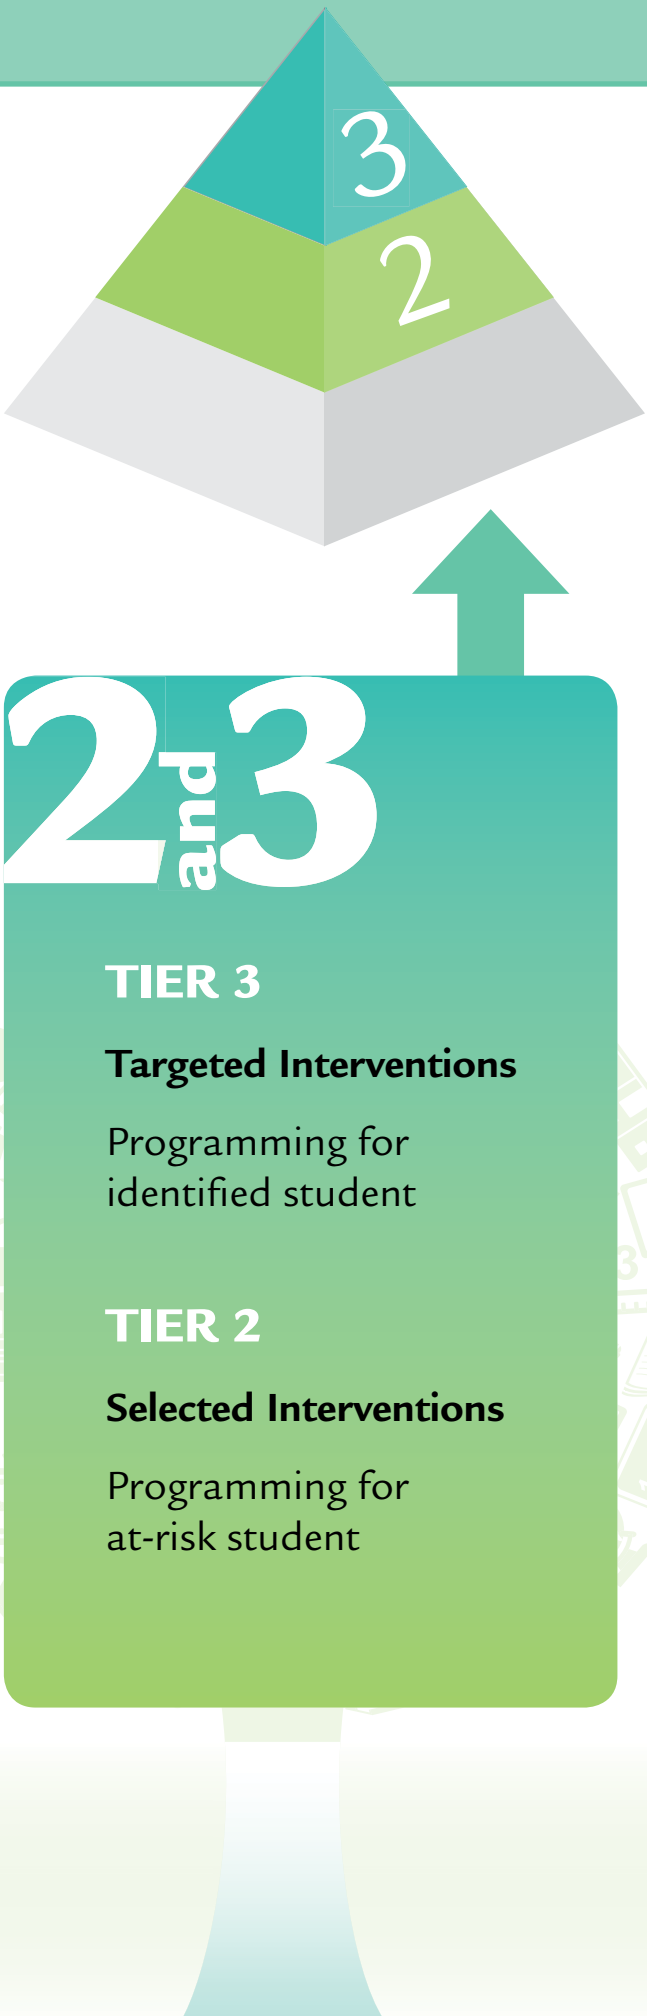 3
2
2 and 3
TIER 3
Targeted Interventions
Programming for
identified student
TIER 2
Selected Interventions
Programming for
at-risk student